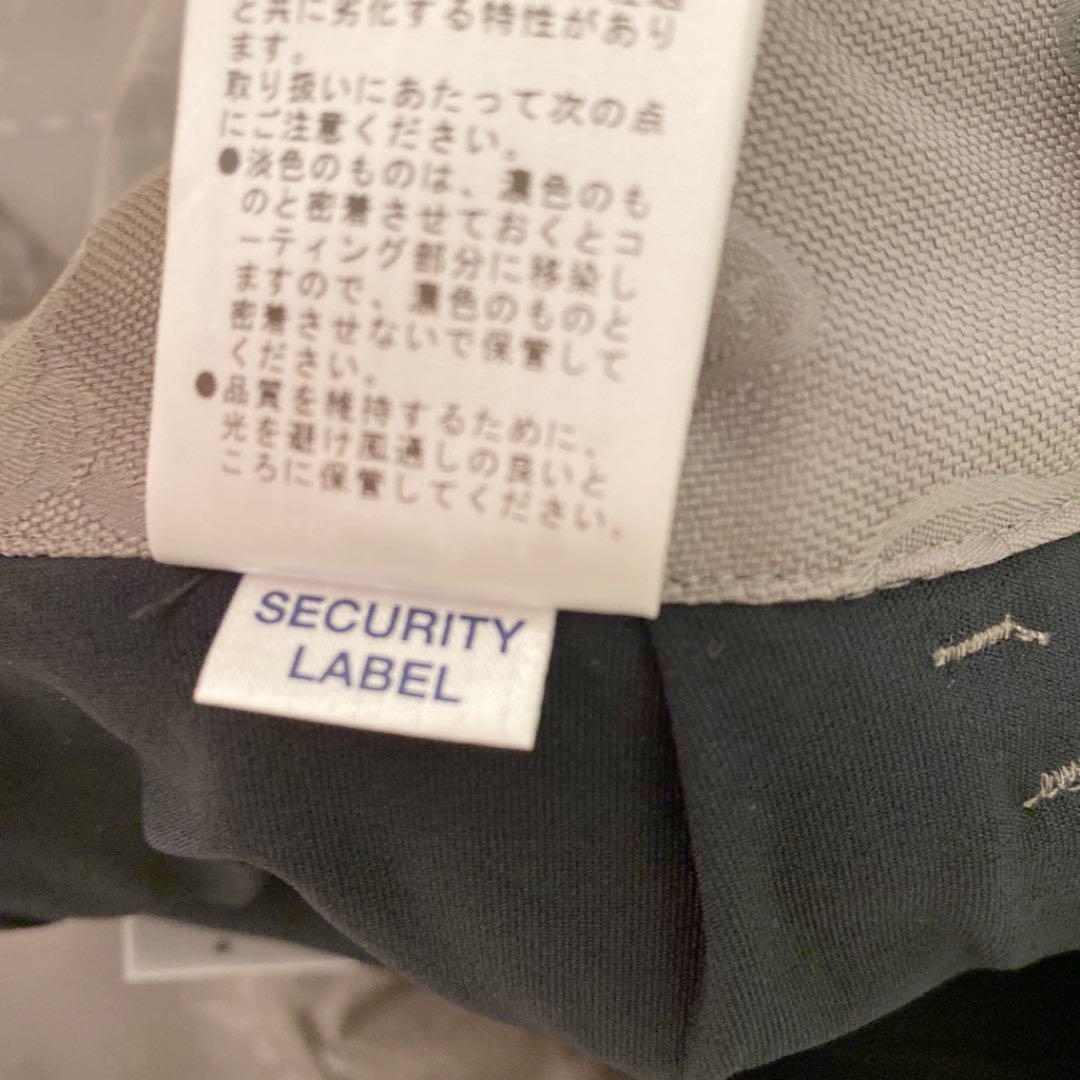 と共に劣化する特性があり
ます。
取り扱いにあたって次の点
にご注意ください。
●淡色のものは、濃色のも
のと密着させておくとコ
ーティング部分に移染し
ますので、濃色のものと
密着させないで保管して
ください。
●品質を維持するために、
光を避け風通しの良いと
ころに保管してください。
SECURITY
LABEL